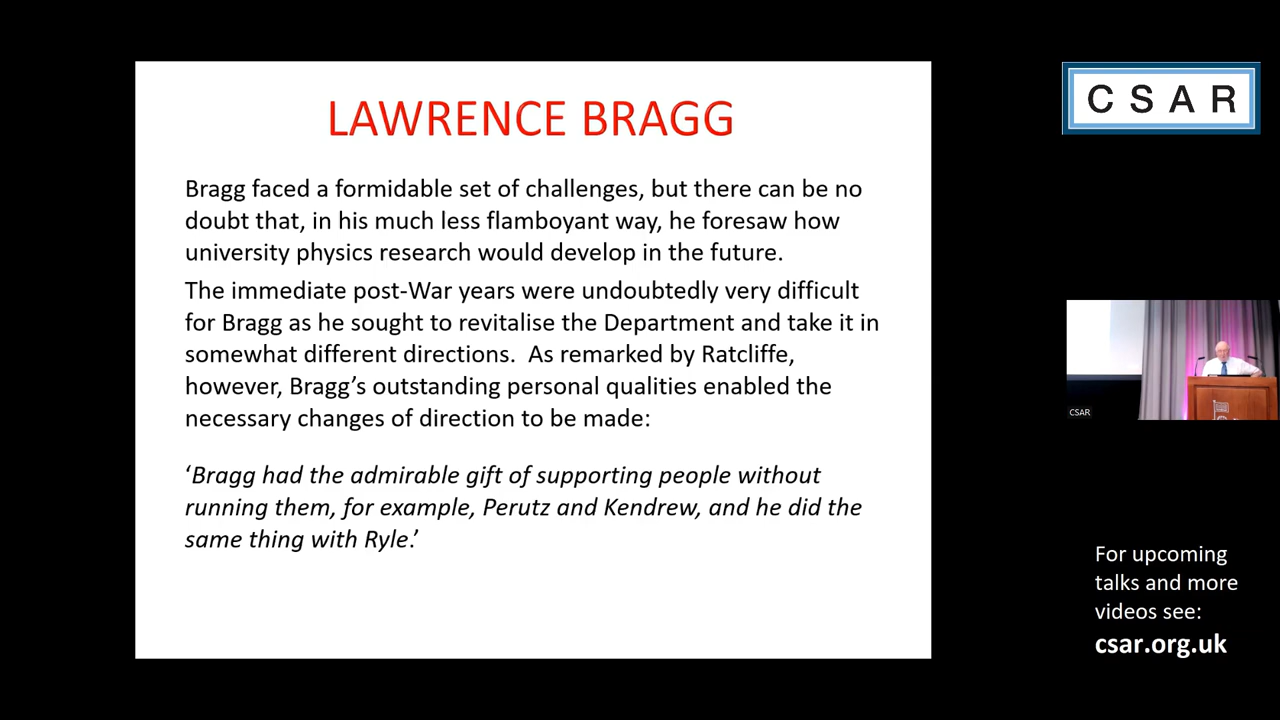 LAWRENCE BRAGG
Bragg faced a formidable set of challenges, but there can be no
doubt that, in his much less flamboyant way, he foresaw how
university physics research would develop in the future.
The immediate post-War years were undoubtedly very difficult
for Bragg as he sought to revitalise the Department and take it in
somewhat different directions.  As remarked by Ratcliffe,
however, Bragg’s outstanding personal qualities enabled the
necessary changes of direction to be made:
‘Bragg had the admirable gift of supporting people without
running them, for example, Perutz and Kendrew, and he did the
same thing with Ryle.’
CSAR
CSAR
For upcoming
talks and more
videos see:
csar.org.uk